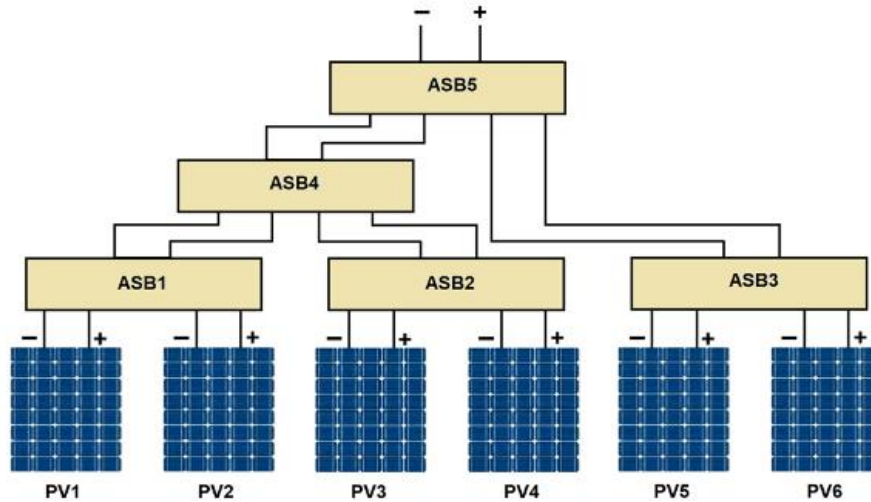 − +
ASB5
ASB4
ASB1 ASB2 ASB3
− + − + − + − + − + − +
PV1 PV2 PV3 PV4 PV5 PV6